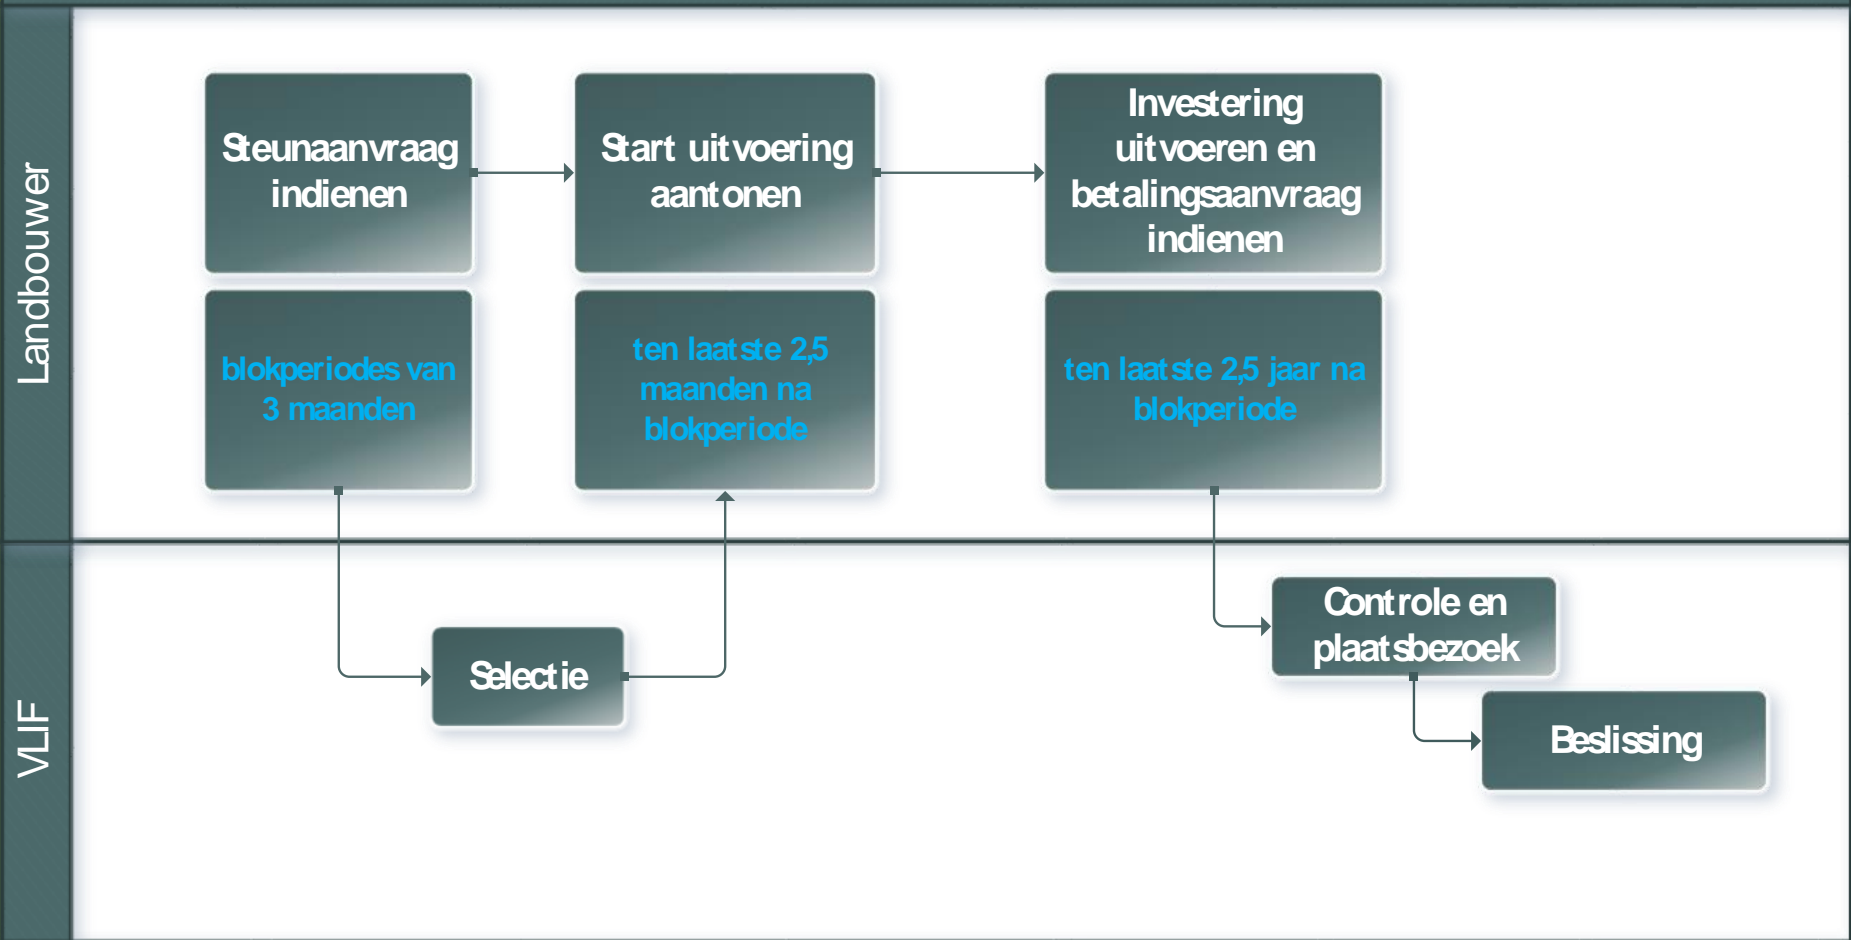 Landbouwer
Steunaanvraag
indienen
Start uitvoering
aantonen
Investering
uitvoeren en
betalingsaanvraag
indienen
blokperiodes van
3 maanden
ten laatste 2,5
maanden na
blokperiode
ten laatste 2,5 jaar na
blokperiode
VLIF
Selectie
Controle en
plaatsbezoek
Beslissing